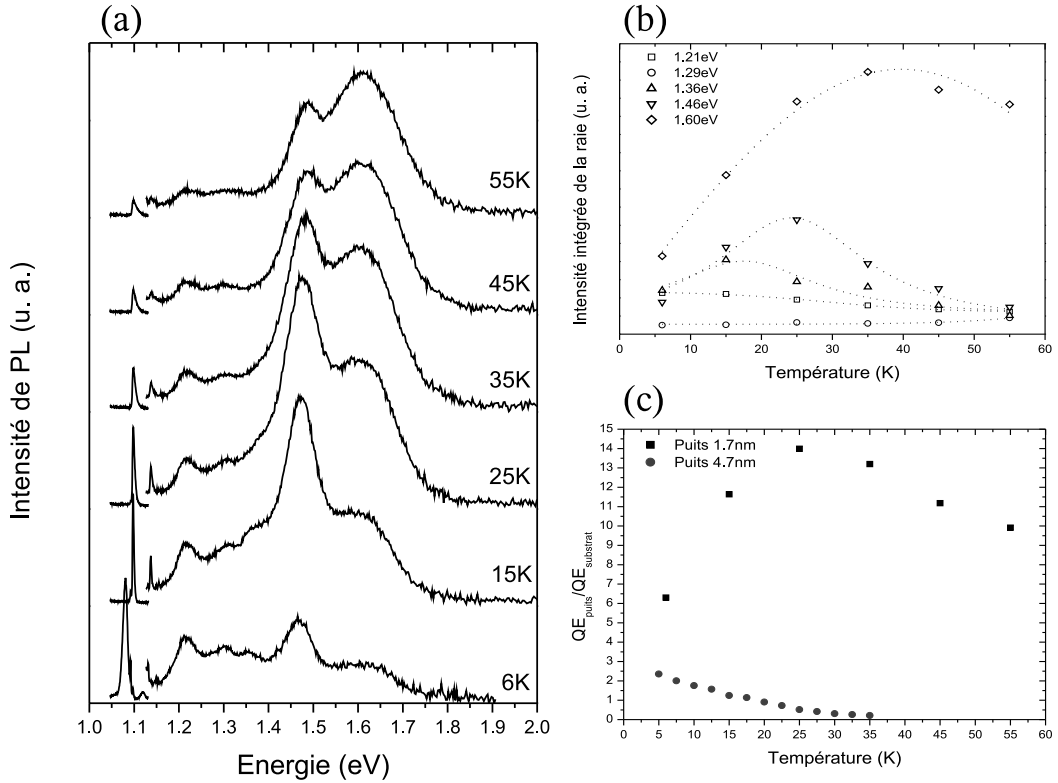 (a)
Intensité de PL (u. a.)
55K
45K
35K
25K
15K
6K
1.0 1.1 1.2 1.3 1.4 1.5 1.6 1.7 1.8 1.9 2.0
Energie (eV)
(b)
Intensité intégrée de la raie (u. a.)
1.21eV
1.29eV
1.36eV
1.46eV
1.60eV
0 10 20 30 40 50 60
Température (K)
(c)
QEpuits/QEsubstrat
15
14
13
12
11
10
9
8
7
6
5
4
3
2
1
0
Puits 1.7nm
Puits 4.7nm
0 5 10 15 20 25 30 35 40 45 50 55 60
Température (K)